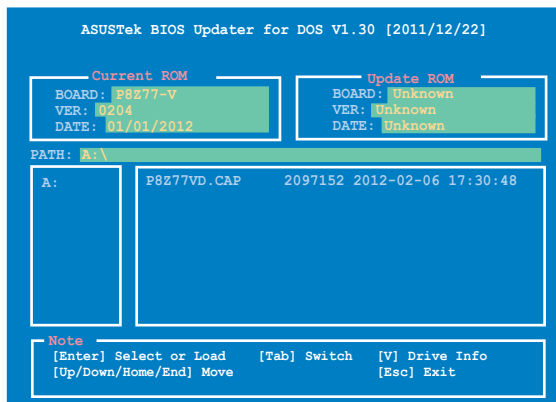 ASUSTek BIOS Updater for DOS V1.30 [2011/12/22]
Current ROM
BOARD: P8Z77-V
VER: 0204
DATE: 01/01/2012
Update ROM
BOARD: Unknown
VER: Unknown
DATE: Unknown
PATH: A:\
A:
P8Z77VD.CAP 2097152 2012-02-06 17:30:48
Note
[Enter] Select or Load [Tab] Switch [V] Drive Info
[Up/Down/Home/End] Move [Esc] Exit